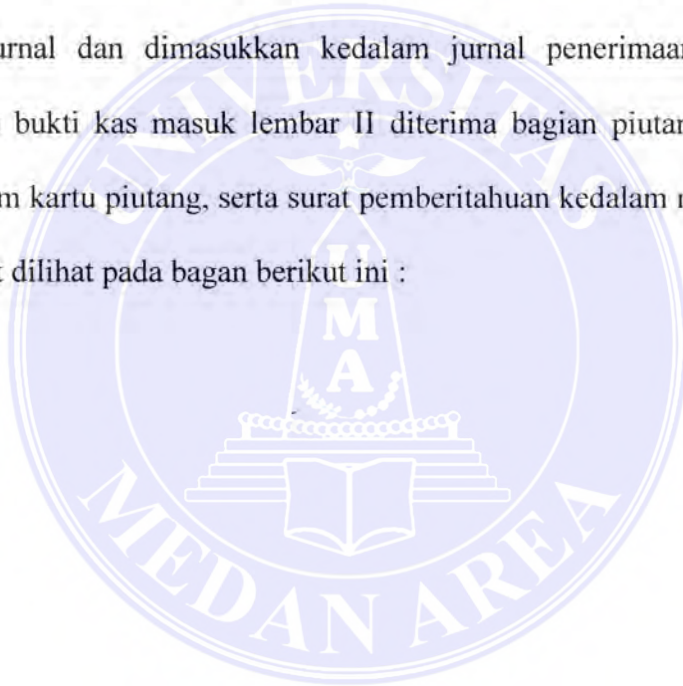 urnal dan dimasukkan kedalam jurnal penerimaan
bukti kas masuk lembar II diterima bagian piutan
m kartu piutang, serta surat pemberitahuan kedalam
dilihat pada bagan berikut ini :
UNIVERSITAS
U
M
A
MEDAN AREA